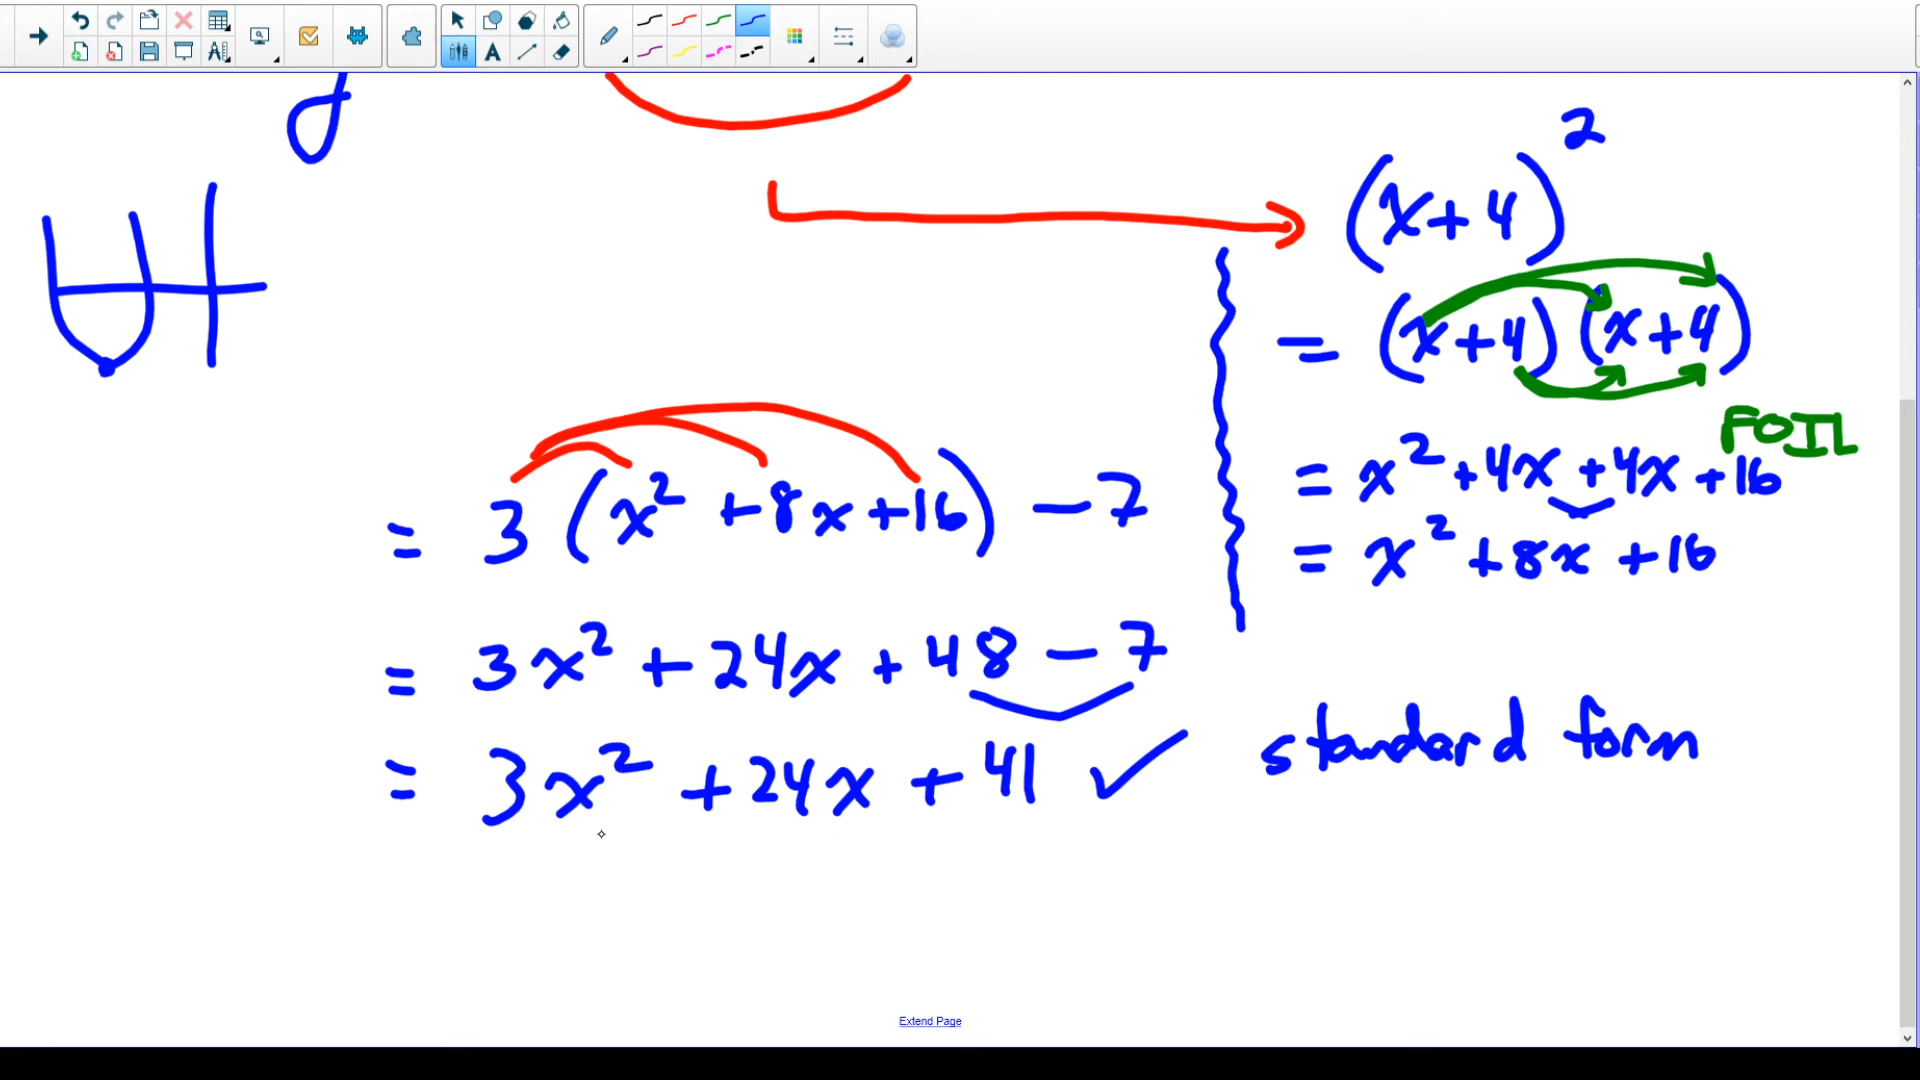 (x+4)²
= (x+4)(x+4)
FOIL
= x² +4x +4x +16
= x² +8x +16
= 3(x² +8x +16) -7
= 3x² + 24x + 48 - 7
= 3x² + 24x + 41 ✓ standard form
Extend Page